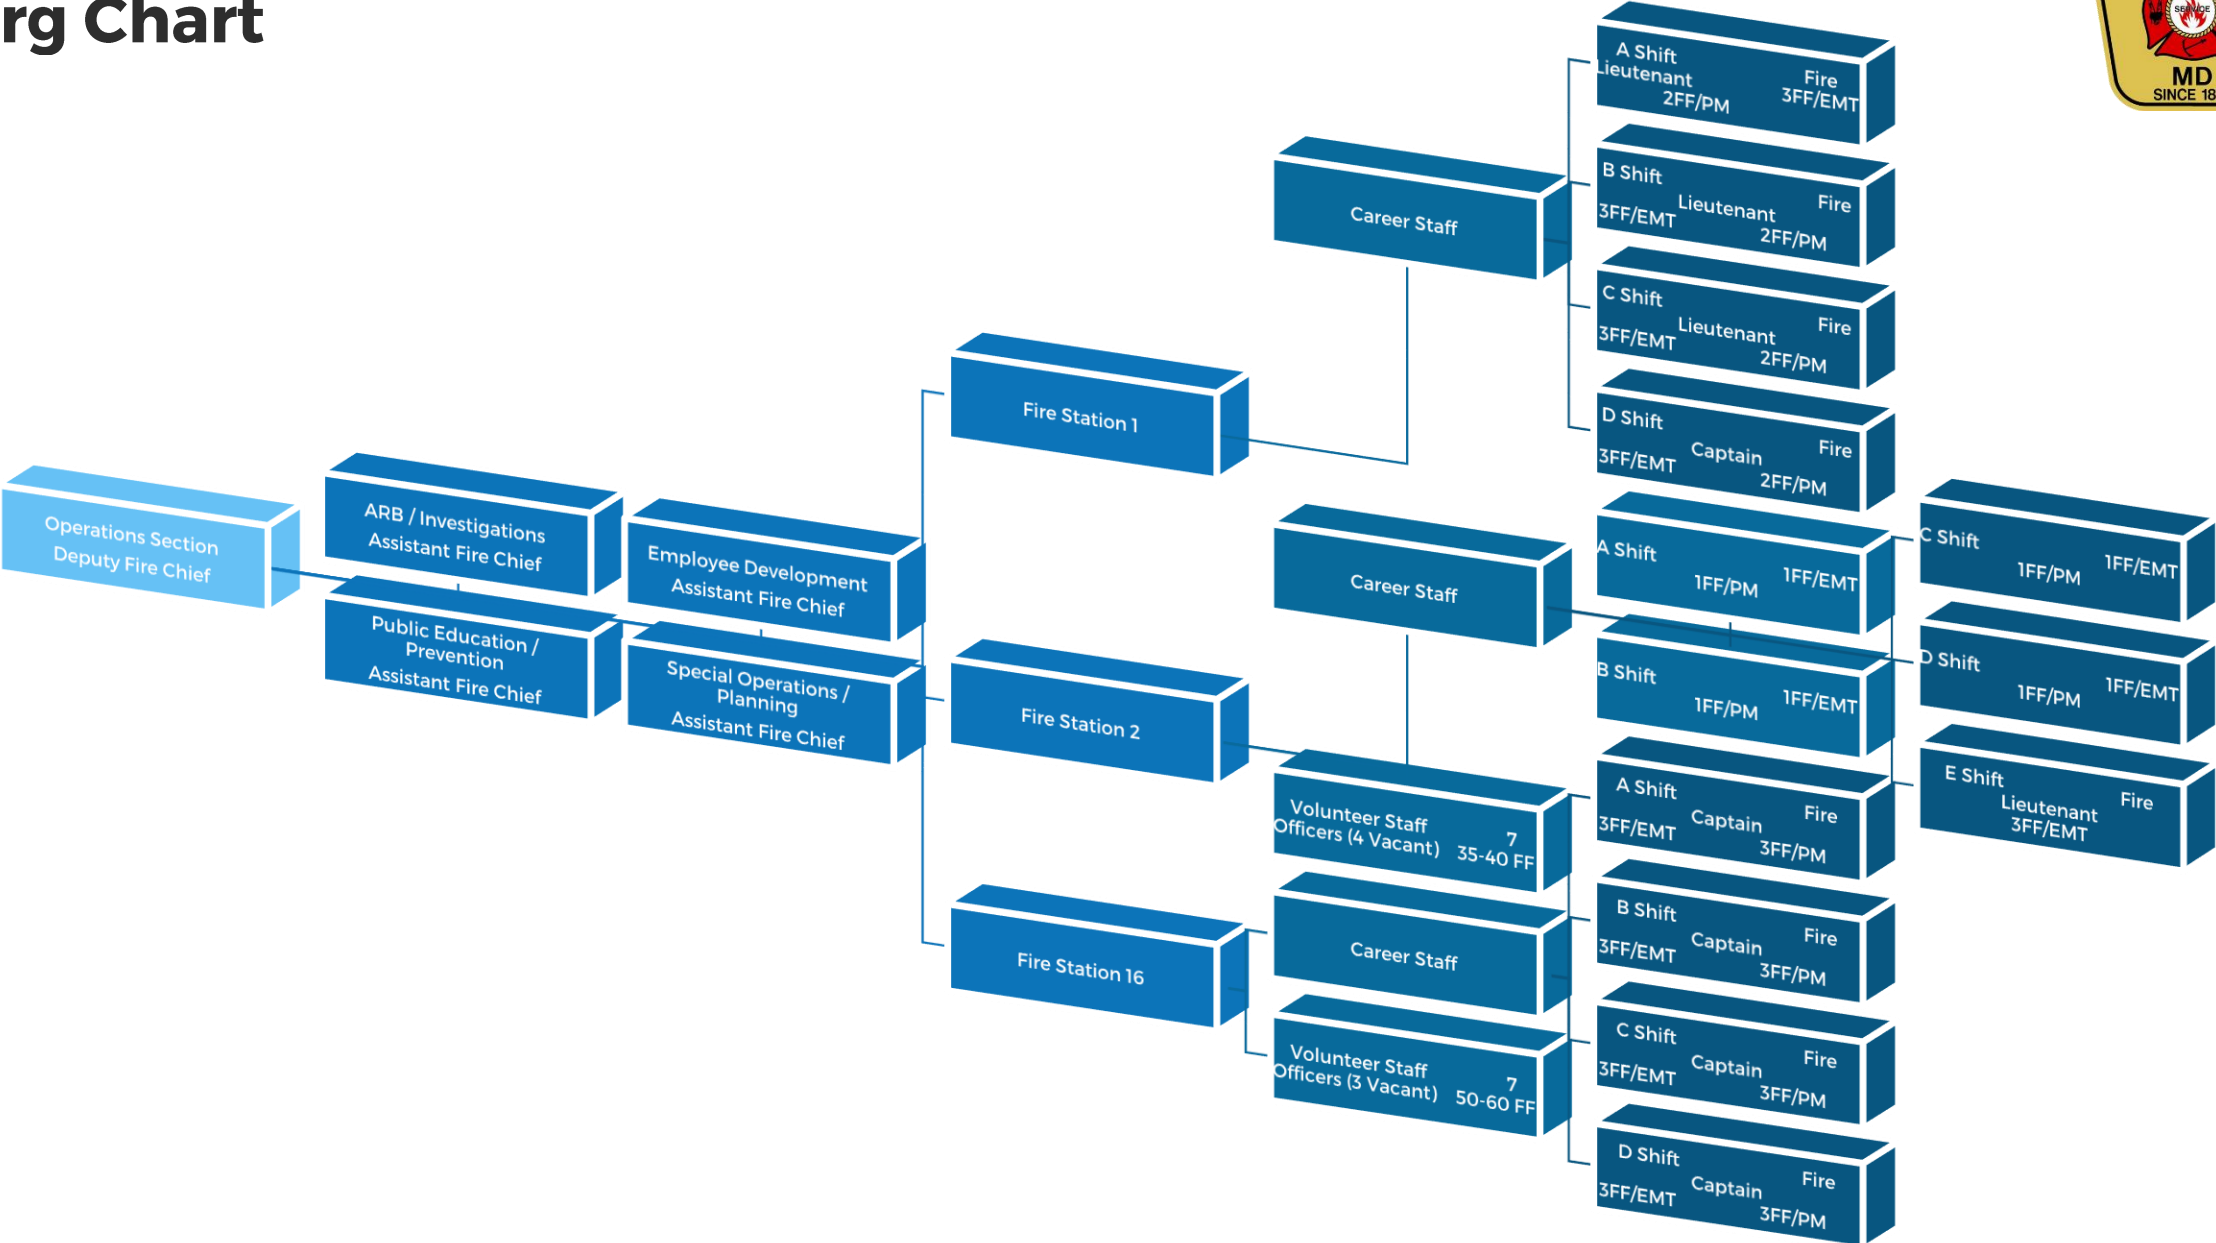 rg Chart
SERVICE
MD
SINCE 18
Operations Section
Deputy Fire Chief
ARB / Investigations
Assistant Fire Chief
Public Education /
Prevention
Assistant Fire Chief
Employee Development
Assistant Fire Chief
Special Operations /
Planning
Assistant Fire Chief
Fire Station 1
Career Staff
A Shift Fire
Lieutenant 3FF/EMT
2FF/PM
B Shift Fire
Lieutenant
3FF/EMT 2FF/PM
C Shift Fire
Lieutenant
3FF/EMT 2FF/PM
D Shift Fire
Captain
3FF/EMT 2FF/PM
Fire Station 2
Career Staff
A Shift 1FF/EMT
1FF/PM
B Shift 1FF/EMT
1FF/PM
C Shift 1FF/EMT
1FF/PM
D Shift 1FF/EMT
1FF/PM
E Shift Fire
Lieutenant
3FF/EMT
Volunteer Staff 7
Officers (4 Vacant) 35-40 FF
Fire Station 16
Career Staff
A Shift Fire
Captain
3FF/EMT 3FF/PM
B Shift Fire
Captain
3FF/EMT 3FF/PM
C Shift Fire
Captain
3FF/EMT 3FF/PM
D Shift Fire
Captain
3FF/EMT 3FF/PM
Volunteer Staff 7
Officers (3 Vacant) 50-60 FF